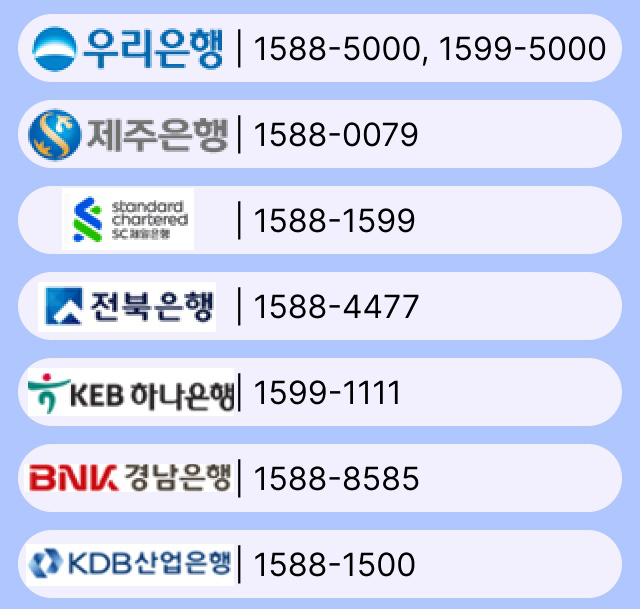 우리은행 | 1588-5000, 1599-5000
제주은행 | 1588-0079
standard
chartered
SC제일은행 | 1588-1599
전북은행 | 1588-4477
KEB 하나은행 | 1599-1111
BNK 경남은행 | 1588-8585
KDB산업은행 | 1588-1500